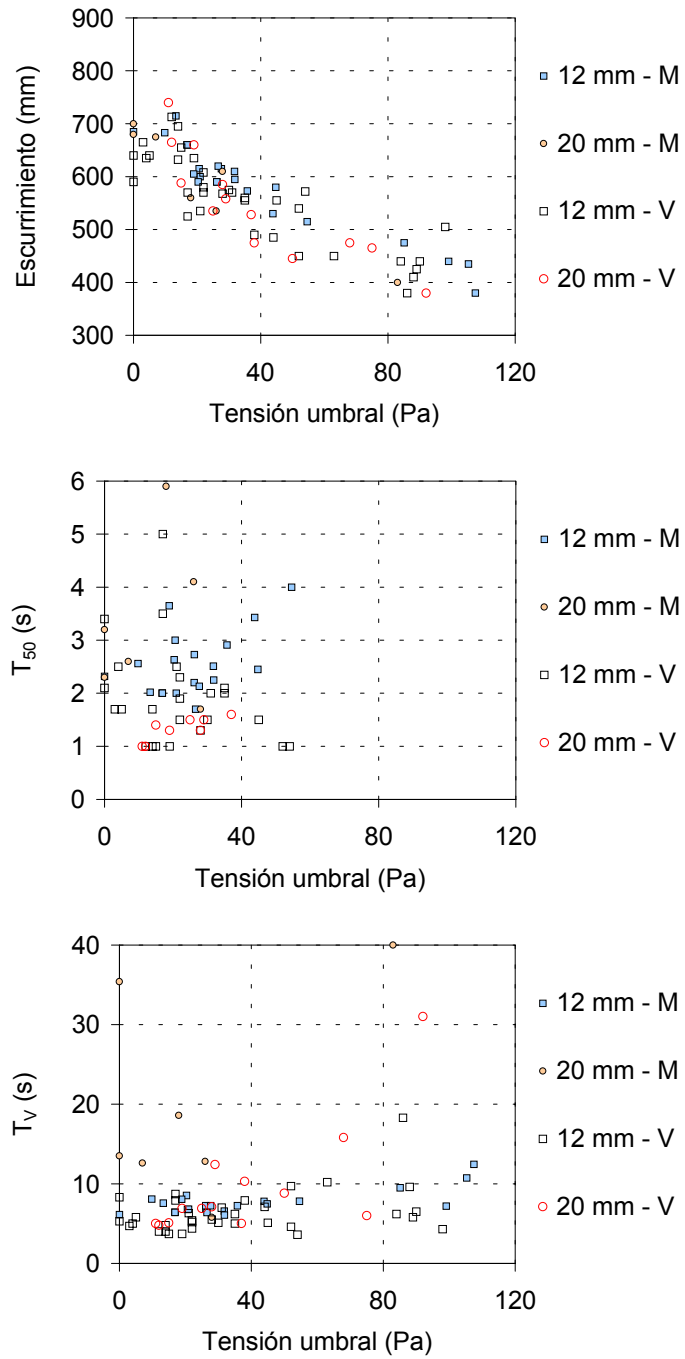 900
800
700
600
500
400
300
Escurrimiento (mm)
0 40 80 120
Tensión umbral (Pa)
12 mm - M
20 mm - M
12 mm - V
20 mm - V
6
5
4
3
2
1
0
T50 (s)
0 40 80 120
Tensión umbral (Pa)
12 mm - M
20 mm - M
12 mm - V
20 mm - V
40
30
20
10
0
TV (s)
0 40 80 120
Tensión umbral (Pa)
12 mm - M
20 mm - M
12 mm - V
20 mm - V